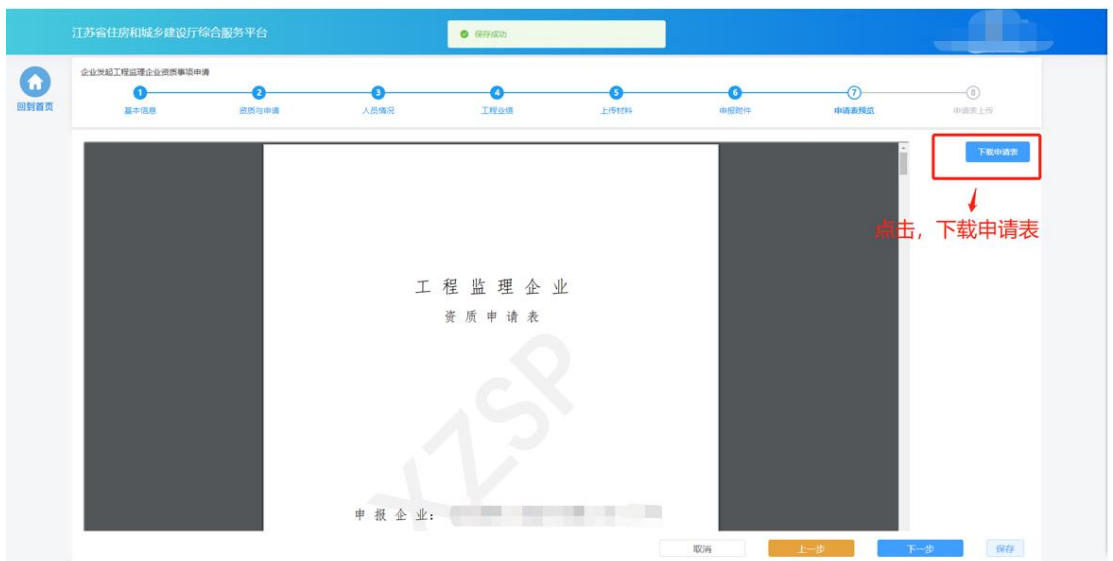 江苏省住房和城乡建设厅综合服务平台
保存成功
回到首页
企业发起工程监理企业资质事项申请
1 2 3 4 5 6 7 8
基本信息 资质与申请 人员情况 工程业绩 上传材料 申报附件 申请表预览 申请表上传
下载申请表
点击，下载申请表
工程监理企业
资质申请表
XZSP
申报企业：
取消 上一步 下一步 保存